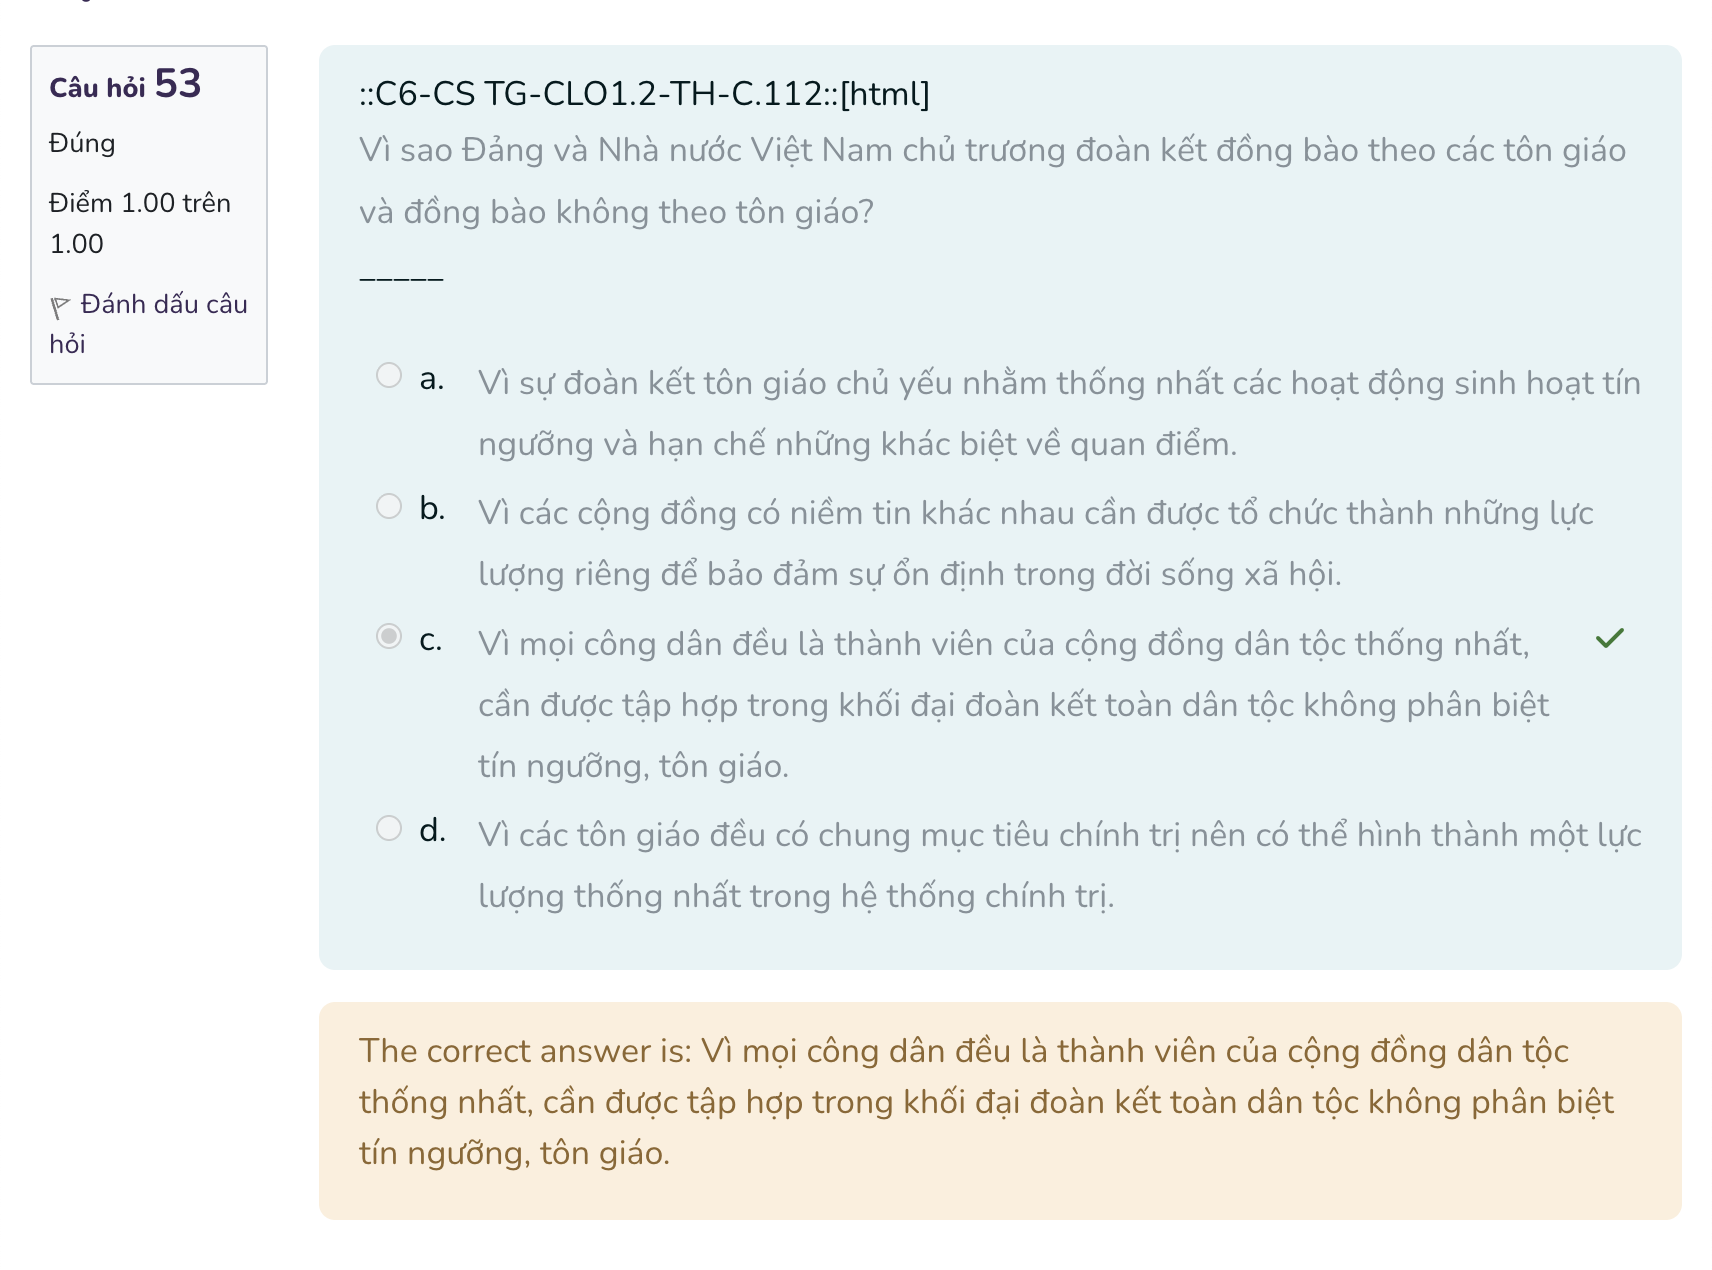 Câu hỏi 53
Đúng
Điểm 1.00 trên
1.00
Đánh dấu câu
hỏi
::C6-CS TG-CLO1.2-TH-C.112::[html]
Vì sao Đảng và Nhà nước Việt Nam chủ trương đoàn kết đồng bào theo các tôn giáo
và đồng bào không theo tôn giáo?
_____
a. Vì sự đoàn kết tôn giáo chủ yếu nhằm thống nhất các hoạt động sinh hoạt tín
ngưỡng và hạn chế những khác biệt về quan điểm.
b. Vì các cộng đồng có niềm tin khác nhau cần được tổ chức thành những lực
lượng riêng để bảo đảm sự ổn định trong đời sống xã hội.
c. Vì mọi công dân đều là thành viên của cộng đồng dân tộc thống nhất,
cần được tập hợp trong khối đại đoàn kết toàn dân tộc không phân biệt
tín ngưỡng, tôn giáo.
d. Vì các tôn giáo đều có chung mục tiêu chính trị nên có thể hình thành một lực
lượng thống nhất trong hệ thống chính trị.
The correct answer is: Vì mọi công dân đều là thành viên của cộng đồng dân tộc
thống nhất, cần được tập hợp trong khối đại đoàn kết toàn dân tộc không phân biệt
tín ngưỡng, tôn giáo.